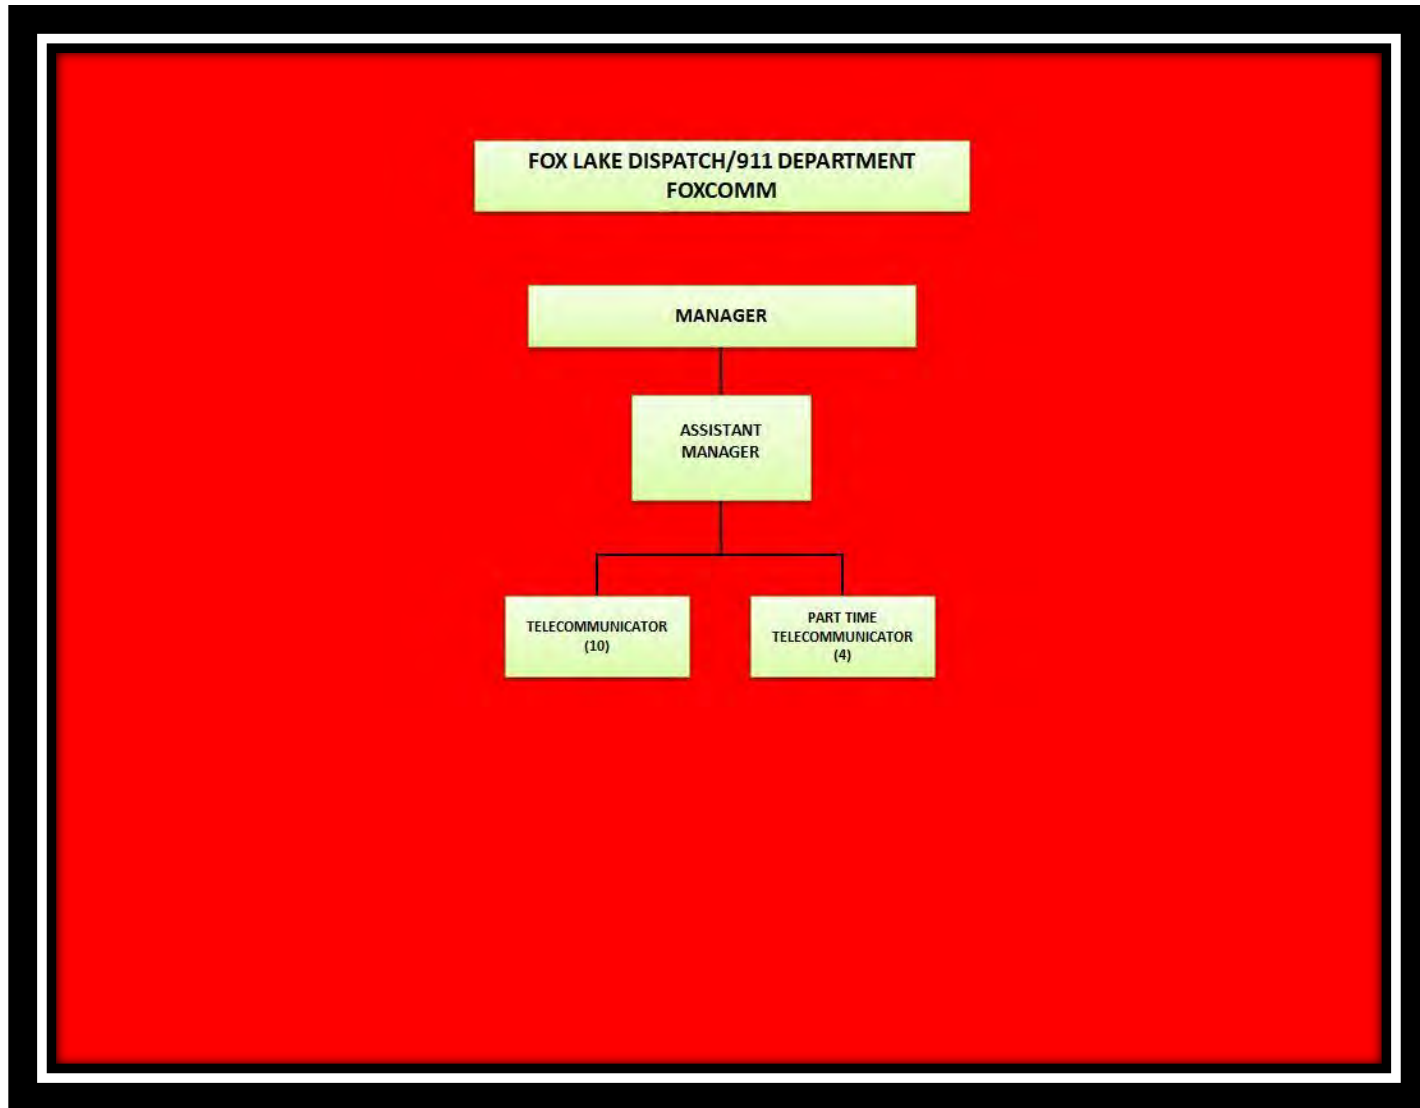 FOX LAKE DISPATCH/911 DEPARTMENT
FOXCOMM
MANAGER
ASSISTANT
MANAGER
TELECOMMUNICATOR
(10)
PART TIME
TELECOMMUNICATOR
(4)